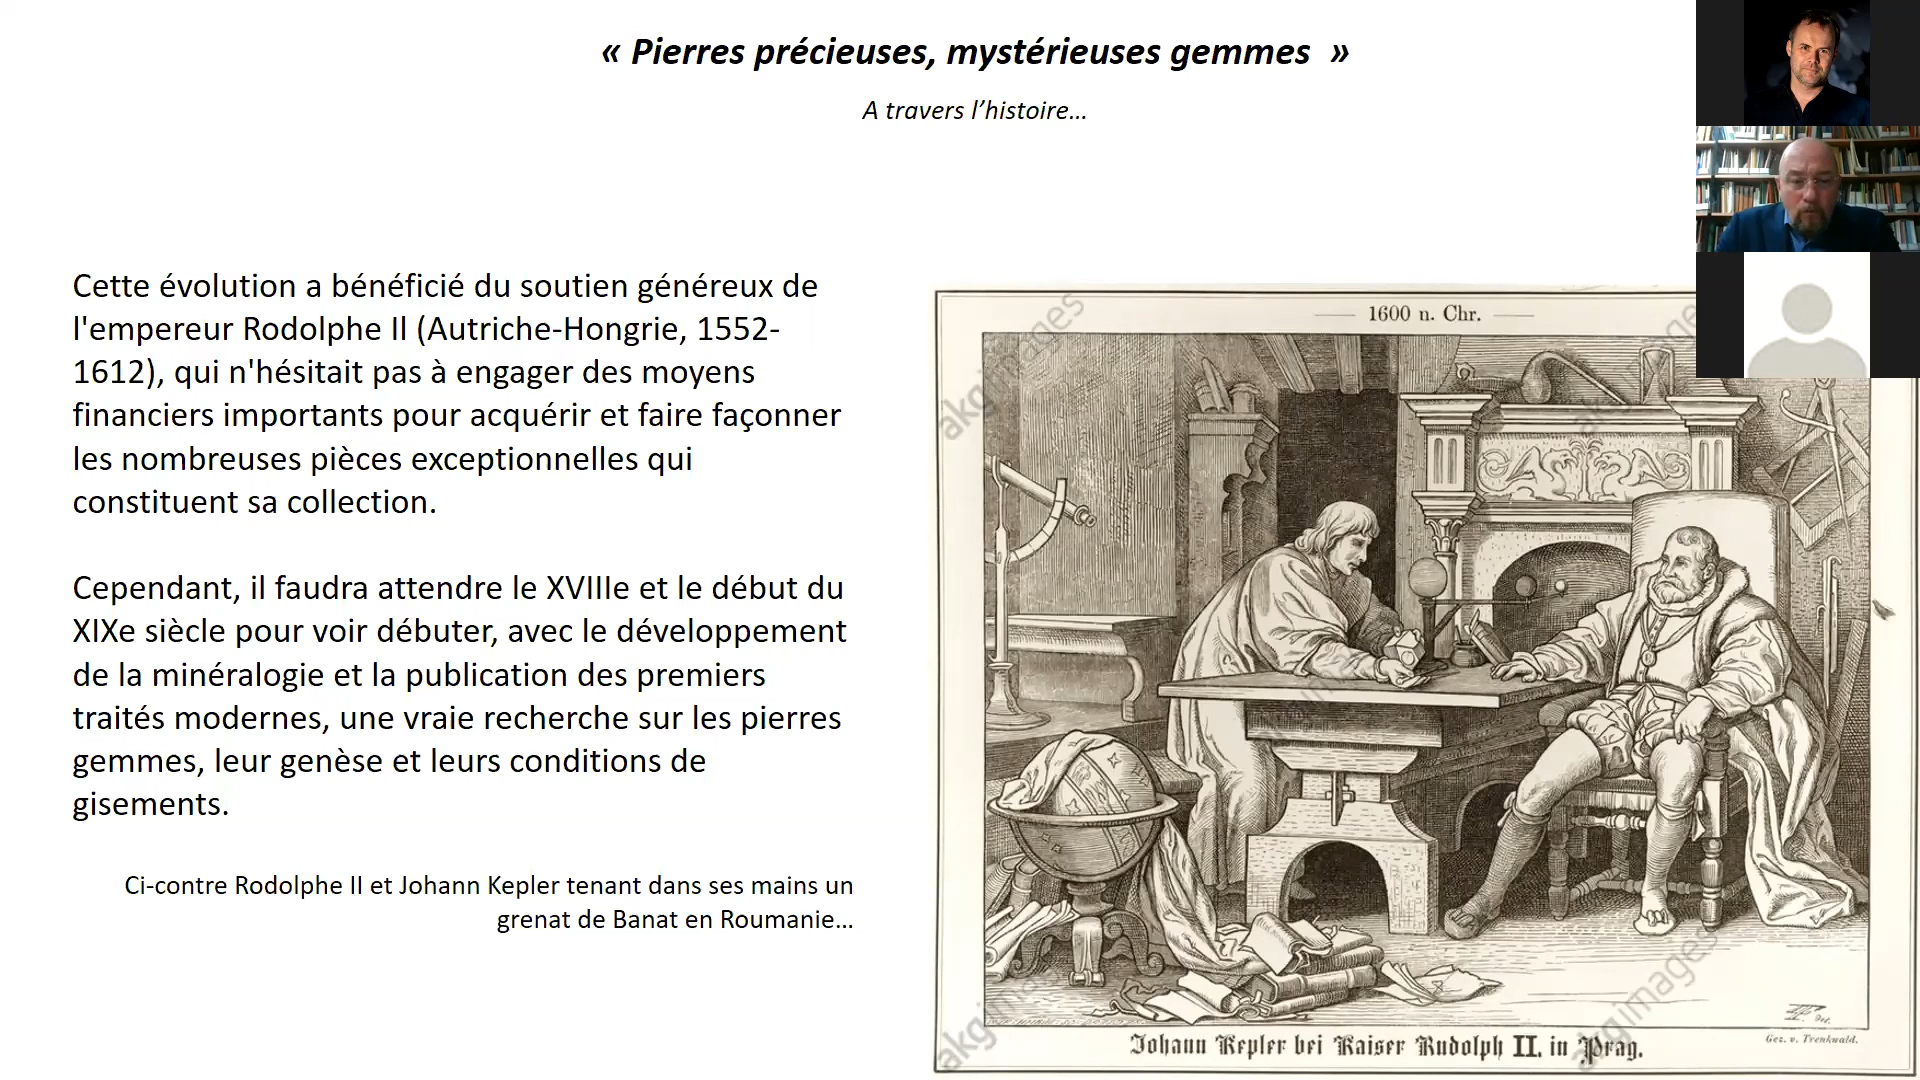 « Pierres précieuses, mystérieuses gemmes »
A travers l’histoire…
Cette évolution a bénéficié du soutien généreux de
l'empereur Rodolphe II (Autriche-Hongrie, 1552-
1612), qui n'hésitait pas à engager des moyens
financiers importants pour acquérir et faire façonner
les nombreuses pièces exceptionnelles qui
constituent sa collection.
Cependant, il faudra attendre le XVIIIe et le début du
XIXe siècle pour voir débuter, avec le développement
de la minéralogie et la publication des premiers
traités modernes, une vraie recherche sur les pierres
gemmes, leur genèse et leurs conditions de
gisements.
Ci-contre Rodolphe II et Johann Kepler tenant dans ses mains un
grenat de Banat en Roumanie…
1600 n. Chr.
akgimages
akgimages
akgimages
Gez. v. Trenkwald.
Johann Kepler bei Kaiser Rudolph II. in Prag.